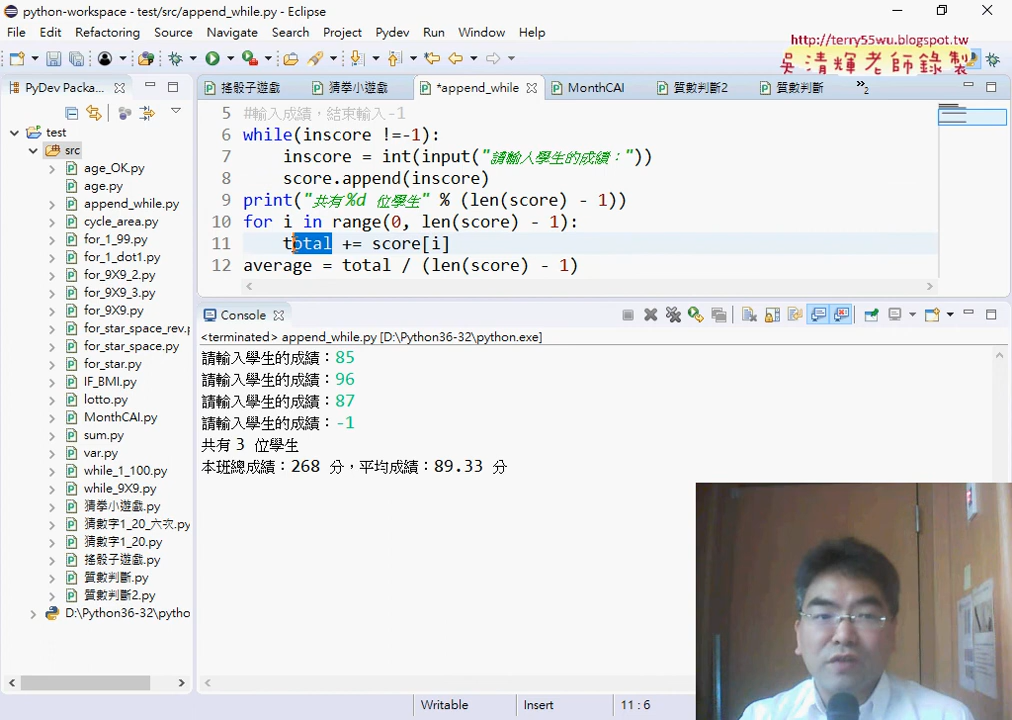 python-workspace - test/src/append_while.py - Eclipse
File Edit Refactoring Source Navigate Search Project Pydev Run Window Help
http://terry55wu.blogspot.tw
吳清輝老師錄製
PyDev Packa...
搖骰子遊戲
猜拳小遊戲
*append_while
MonthCAI
質數判斷2
質數判斷
»2
test
src
age_OK.py
age.py
append_while.py
cycle_area.py
for_1_99.py
for_1_dot1.py
for_9X9_2.py
for_9X9_3.py
for_9X9.py
for_star_space_rev.p
for_star_space.py
for_star.py
IF_BMI.py
lotto.py
MonthCAI.py
sum.py
var.py
while_1_100.py
while_9X9.py
猜拳小遊戲.py
猜數字1_20_六次.py
猜數字1_20.py
搖骰子遊戲.py
質數判斷.py
質數判斷2.py
D:\Python36-32\pytho
5 #輸入成績，結束輸入-1
6 while(inscore !=-1):
7 inscore = int(input("請輸入學生的成績："))
8 score.append(inscore)
9 print("共有%d 位學生" % (len(score) - 1))
10 for i in range(0, len(score) - 1):
11 total += score[i]
12 average = total / (len(score) - 1)
Console
<terminated> append_while.py [D:\Python36-32\python.exe]
請輸入學生的成績：85
請輸入學生的成績：96
請輸入學生的成績：87
請輸入學生的成績：-1
共有 3 位學生
本班總成績：268 分，平均成績：89.33 分
Writable Insert 11 : 6